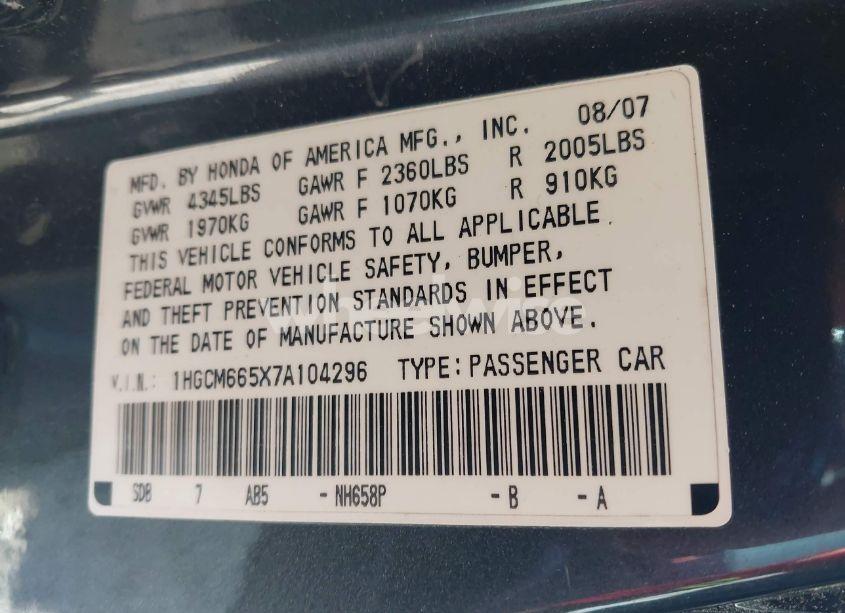 08/07
MFD. BY HONDA OF AMERICA MFG., INC.
GVWR 4345LBS GAWR F 2360LBS R 2005LBS
GVWR 1970KG GAWR F 1070KG R 910KG
THIS VEHICLE CONFORMS TO ALL APPLICABLE
FEDERAL MOTOR VEHICLE SAFETY, BUMPER,
AND THEFT PREVENTION STANDARDS IN EFFECT
ON THE DATE OF MANUFACTURE SHOWN ABOVE.
V.I.N.: 1HGCM665X7A104296 TYPE: PASSENGER CAR
SDB 7 AB5 - NH658P - B - A